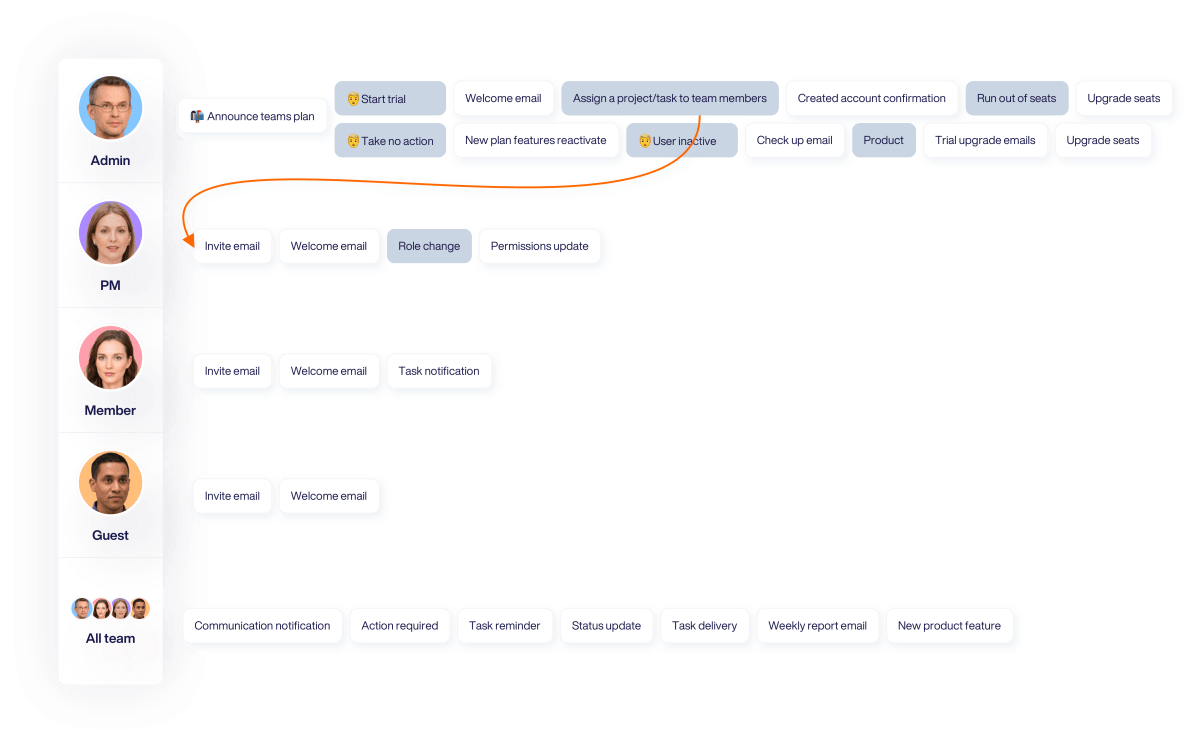 Admin
📬 Announce teams plan
Start trial
Welcome email
Assign a project/task to team members
Created account confirmation
Run out of seats
Upgrade seats
Take no action
New plan features reactivate
User inactive
Check up email
Product
Trial upgrade emails
Upgrade seats
PM
Invite email
Welcome email
Role change
Permissions update
Member
Invite email
Welcome email
Task notification
Guest
Invite email
Welcome email
All team
Communication notification
Action required
Task reminder
Status update
Task delivery
Weekly report email
New product feature